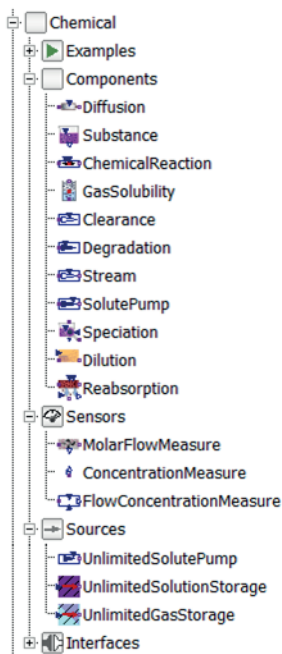 Chemical
Examples
Components
Diffusion
Substance
ChemicalReaction
GasSolubility
Clearance
Degradation
Stream
SolutePump
Speciation
Dilution
Reabsorption
Sensors
MolarFlowMeasure
ConcentrationMeasure
FlowConcentrationMeasure
Sources
UnlimitedSolutePump
UnlimitedSolutionStorage
UnlimitedGasStorage
Interfaces